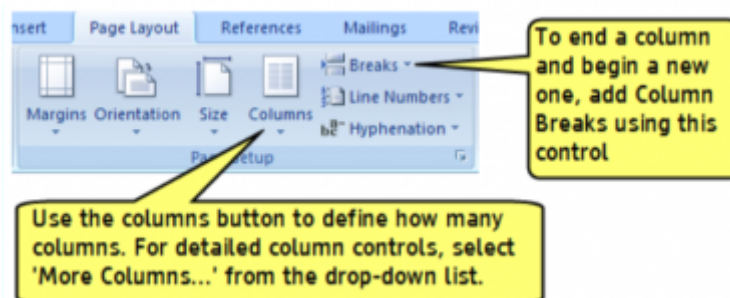 nsert Page Layout References Mailings Revi
Breaks
Margins Orientation Size Columns
Line Numbers
Hyphenation
Pa etup
To end a column
and begin a new
one, add Column
Breaks using this
control
Use the columns button to define how many
columns. For detailed column controls, select
'More Columns...' from the drop-down list.